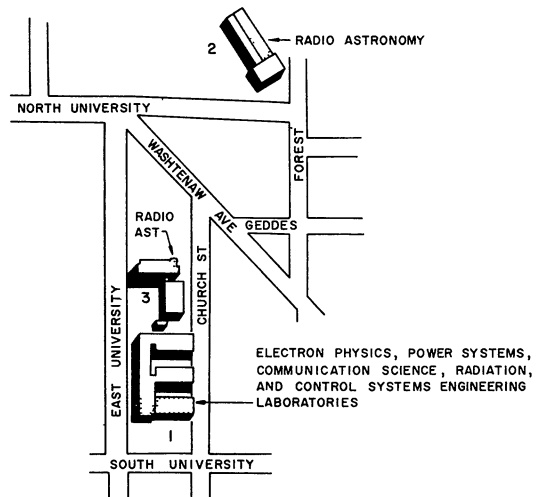 2
RADIO ASTRONOMY
NORTH UNIVERSITY
WASHTENAW AVE
FOREST
GEDDES
RADIO
AST
3
CHURCH ST
EAST UNIVERSITY
ELECTRON PHYSICS, POWER SYSTEMS,
COMMUNICATION SCIENCE, RADIATION,
AND CONTROL SYSTEMS ENGINEERING
LABORATORIES
1
SOUTH UNIVERSITY